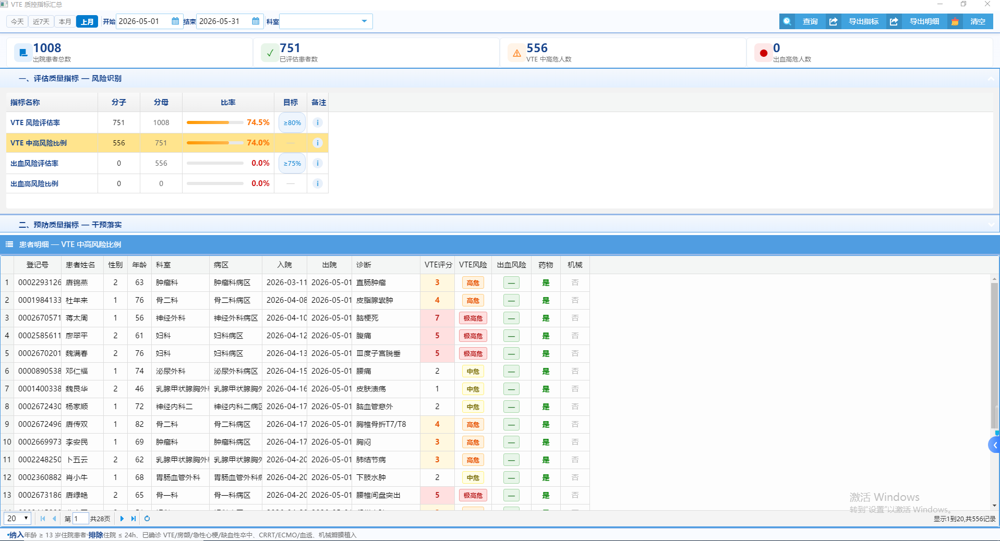 VTE 质控指标汇总
今天 近7天 本月 上月 开始 2026-05-01 结束 2026-05-31 科室 查询 导出指标 导出明细 清空
1008 751 556 0
出院患者总数 已评估患者数 VTE 中高危人数 出血高危人数
一、评估质量指标 — 风险识别
指标名称 分子 分母 比率 目标 备注
VTE 风险评估率 751 1008 74.5% ≥80% i
VTE 中高风险比例 556 751 74.0% — i
出血风险评估率 0 556 0.0% ≥75% i
出血高风险比例 0 0 0.0% — i
二、预防质量指标 — 干预落实
患者明细 — VTE 中高风险比例
登记号 患者姓名 性别 年龄 科室 病区 入院 出院 诊断 VTE评分 VTE风险 出血风险 药物 机械
1 0002293126 唐锦燕 2 63 肿瘤科 肿瘤科病区 2026-03-11 2026-05-01 直肠肿瘤 3 高危 — 是 否
2 0001984133 杜年来 1 76 骨二科 骨二科病区 2026-04-08 2026-05-01 皮脂腺囊肿 4 高危 — 是 否
3 0002670571 蒋太周 1 56 神经外科 神经外科病区 2026-04-10 2026-05-01 脑梗死 7 极高危 — 是 否
4 0002585611 廖翠平 2 61 妇科 妇科病区 2026-04-12 2026-05-01 腹痛 5 极高危 — 是 否
5 0002670201 魏满春 2 76 妇科 妇科病区 2026-04-13 2026-05-01 Ⅲ度子宫脱垂 5 极高危 — 是 否
6 0000890538 邓仁福 1 74 泌尿外科 泌尿外科病区 2026-04-15 2026-05-01 腰痛 2 中危 — 是 否
7 0001400338 魏艮华 2 46 乳腺甲状腺胸外 乳腺甲状腺胸外 2026-04-16 2026-05-01 皮肤溃疡 1 中危 — 是 否
8 0002672430 杨家顺 1 72 神经内科二 神经内科二病区 2026-04-17 2026-05-01 脑血管意外 2 中危 — 是 否
9 0002672496 唐传双 1 82 骨二科 骨二科病区 2026-04-17 2026-05-01 胸椎骨折T7/T8 4 高危 — 是 否
10 0002669973 李安民 1 69 肿瘤科 肿瘤科病区 2026-04-17 2026-05-01 胸闷 3 高危 — 是 否
11 0002248250 卜五云 2 62 乳腺甲状腺胸外 乳腺甲状腺胸外 2026-04-20 2026-05-01 肺结节病 3 高危 — 是 否
12 0002360882 肖小牛 1 68 胃肠血管外科 胃肠血管外科 2026-04-20 2026-05-01 下肢水肿 2 中危 — 是 否
13 0002673186 唐绿艳 2 65 骨一科 骨一科病区 2026-04-20 2026-05-01 腰椎间盘突出 5 极高危 — 是 否
激活 Windows
转到"设置"以激活 Windows。
20 第 1 共28页 显示1到20,共556记录
•纳入年龄 ≥ 13 岁住院患者 排除住院 ≤ 24h、已确诊 VTE/房颤/急性心梗/缺血性卒中、CRRT/ECMO/血透、机械瓣膜植入